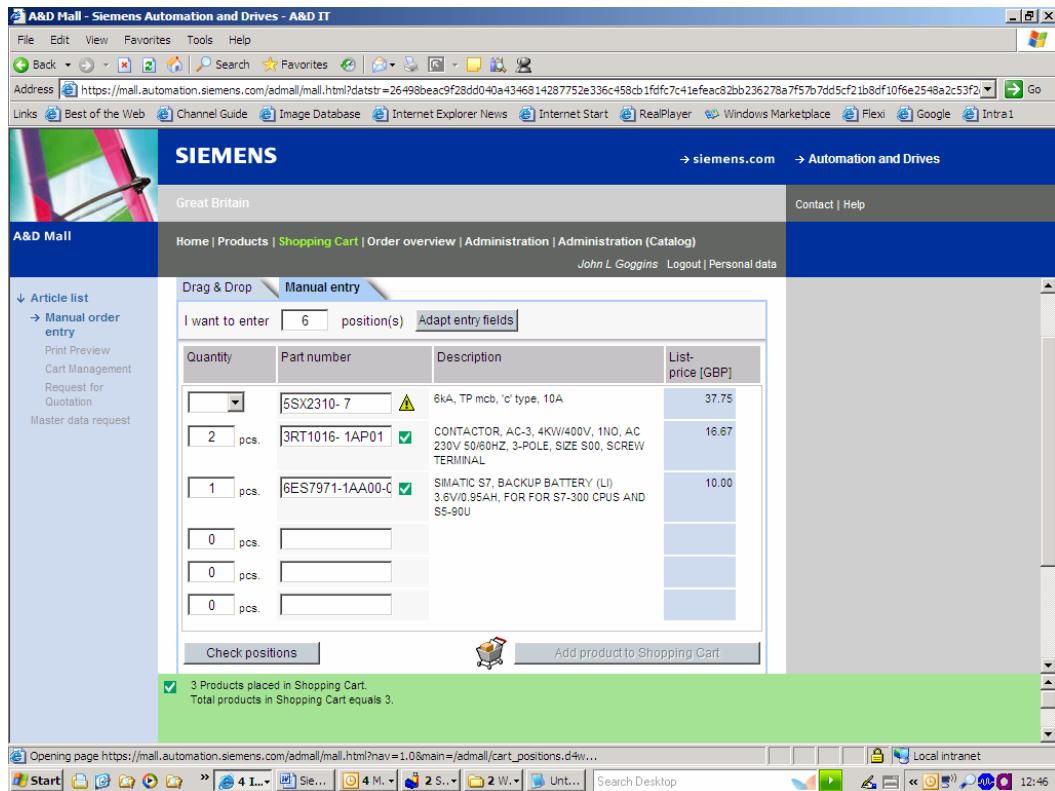 A&D Mall - Siemens Automation and Drives - A&D IT
File Edit View Favorites Tools Help
Back Search Favorites
Address https://mall.automation.siemens.com/admall/mall.html?datstr=26498beac9f28dd040a4346814287752e336c458cb1fdfc7c41efeac82bb236278a7f57b7dd5cf21b8df10f6e2548a2c53f2 Go
Links Best of the Web Channel Guide Image Database Internet Explorer News Internet Start RealPlayer Windows Marketplace Flexi Google Intra1
SIEMENS
→ siemens.com → Automation and Drives
Great Britain
Contact | Help
A&D Mall
Home | Products | Shopping Cart | Order overview | Administration | Administration (Catalog)
John L Goggins Logout | Personal data
↓ Article list
→ Manual order
entry
Print Preview
Cart Management
Request for
Quotation
Master data request
Drag & Drop Manual entry
I want to enter 6 position(s) Adapt entry fields
Quantity Part number Description List-
price [GBP]
5SX2310- 7 6kA, TP mcb, 'c' type, 10A 37.75
2 pcs. 3RT1016- 1AP01 CONTACTOR, AC-3, 4KW/400V, 1NO, AC 16.67
230V 50/60HZ, 3-POLE, SIZE S00, SCREW
TERMINAL
1 pcs. 6ES7971-1AA00-0 SIMATIC S7, BACKUP BATTERY (LI) 10.00
3.6V/0.95AH, FOR FOR S7-300 CPUS AND
S5-90U
0 pcs.
0 pcs.
0 pcs.
Check positions Add product to Shopping Cart
3 Products placed in Shopping Cart.
Total products in Shopping Cart equals 3.
Opening page https://mall.automation.siemens.com/admall/mall.html?nav=1.0&main=/admall/cart_positions.d4w... Local intranet
Start » 4 I... Sie... 4 M. 2 S.. 2 W. Unt... Search Desktop « 12:46